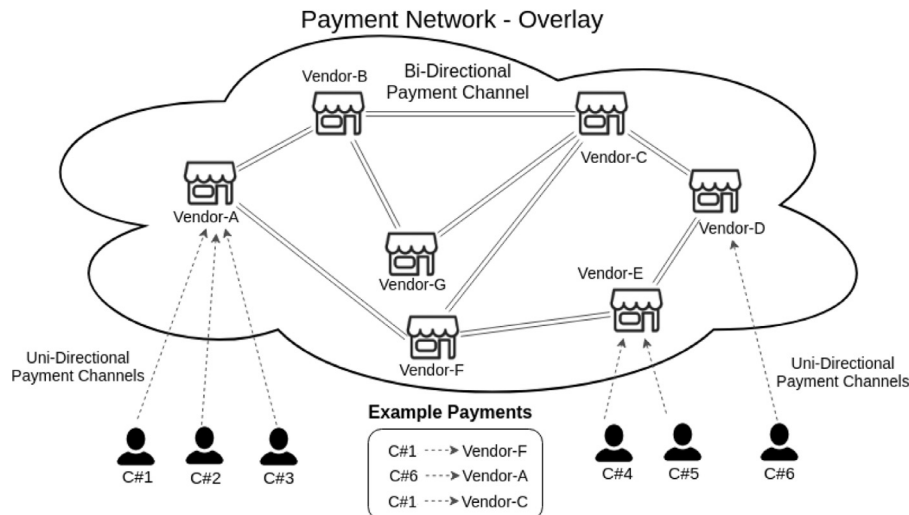 Payment Network - Overlay
Vendor-B
Bi-Directional
Payment Channel
Vendor-C
Vendor-A
Vendor-D
Vendor-G
Vendor-E
Vendor-F
Uni-Directional
Payment Channels
Uni-Directional
Payment Channels
Example Payments
C#1 Vendor-F
C#6 Vendor-A
C#1 Vendor-C
C#1
C#2
C#3
C#4
C#5
C#6